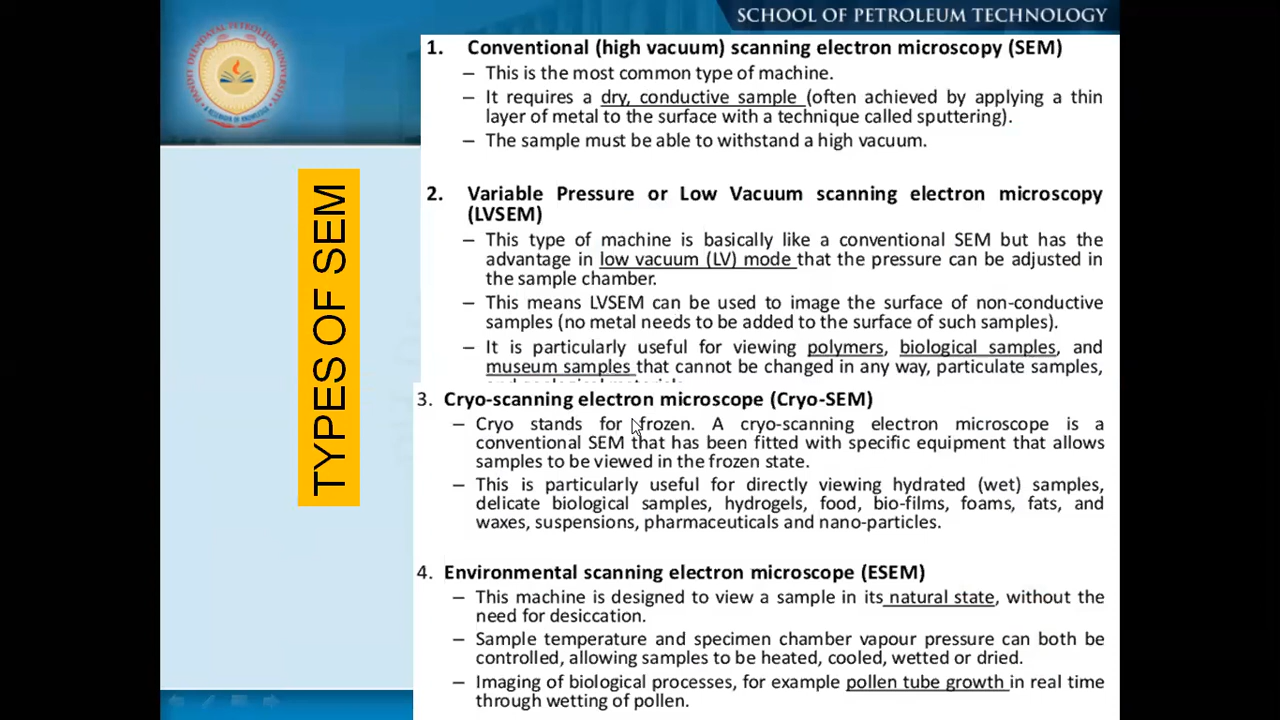 SCHOOL OF PETROLEUM TECHNOLOGY
TYPES OF SEM
1. Conventional (high vacuum) scanning electron microscopy (SEM)
– This is the most common type of machine.
– It requires a dry, conductive sample (often achieved by applying a thin
layer of metal to the surface with a technique called sputtering).
– The sample must be able to withstand a high vacuum.
2. Variable Pressure or Low Vacuum scanning electron microscopy
(LVSEM)
– This type of machine is basically like a conventional SEM but has the
advantage in low vacuum (LV) mode that the pressure can be adjusted in
the sample chamber.
– This means LVSEM can be used to image the surface of non-conductive
samples (no metal needs to be added to the surface of such samples).
– It is particularly useful for viewing polymers, biological samples, and
museum samples that cannot be changed in any way, particulate samples,
3. Cryo-scanning electron microscope (Cryo-SEM)
– Cryo stands for frozen. A cryo-scanning electron microscope is a
conventional SEM that has been fitted with specific equipment that allows
samples to be viewed in the frozen state.
– This is particularly useful for directly viewing hydrated (wet) samples,
delicate biological samples, hydrogels, food, bio-films, foams, fats, and
waxes, suspensions, pharmaceuticals and nano-particles.
4. Environmental scanning electron microscope (ESEM)
– This machine is designed to view a sample in its natural state, without the
need for desiccation.
– Sample temperature and specimen chamber vapour pressure can both be
controlled, allowing samples to be heated, cooled, wetted or dried.
– Imaging of biological processes, for example pollen tube growth in real time
through wetting of pollen.